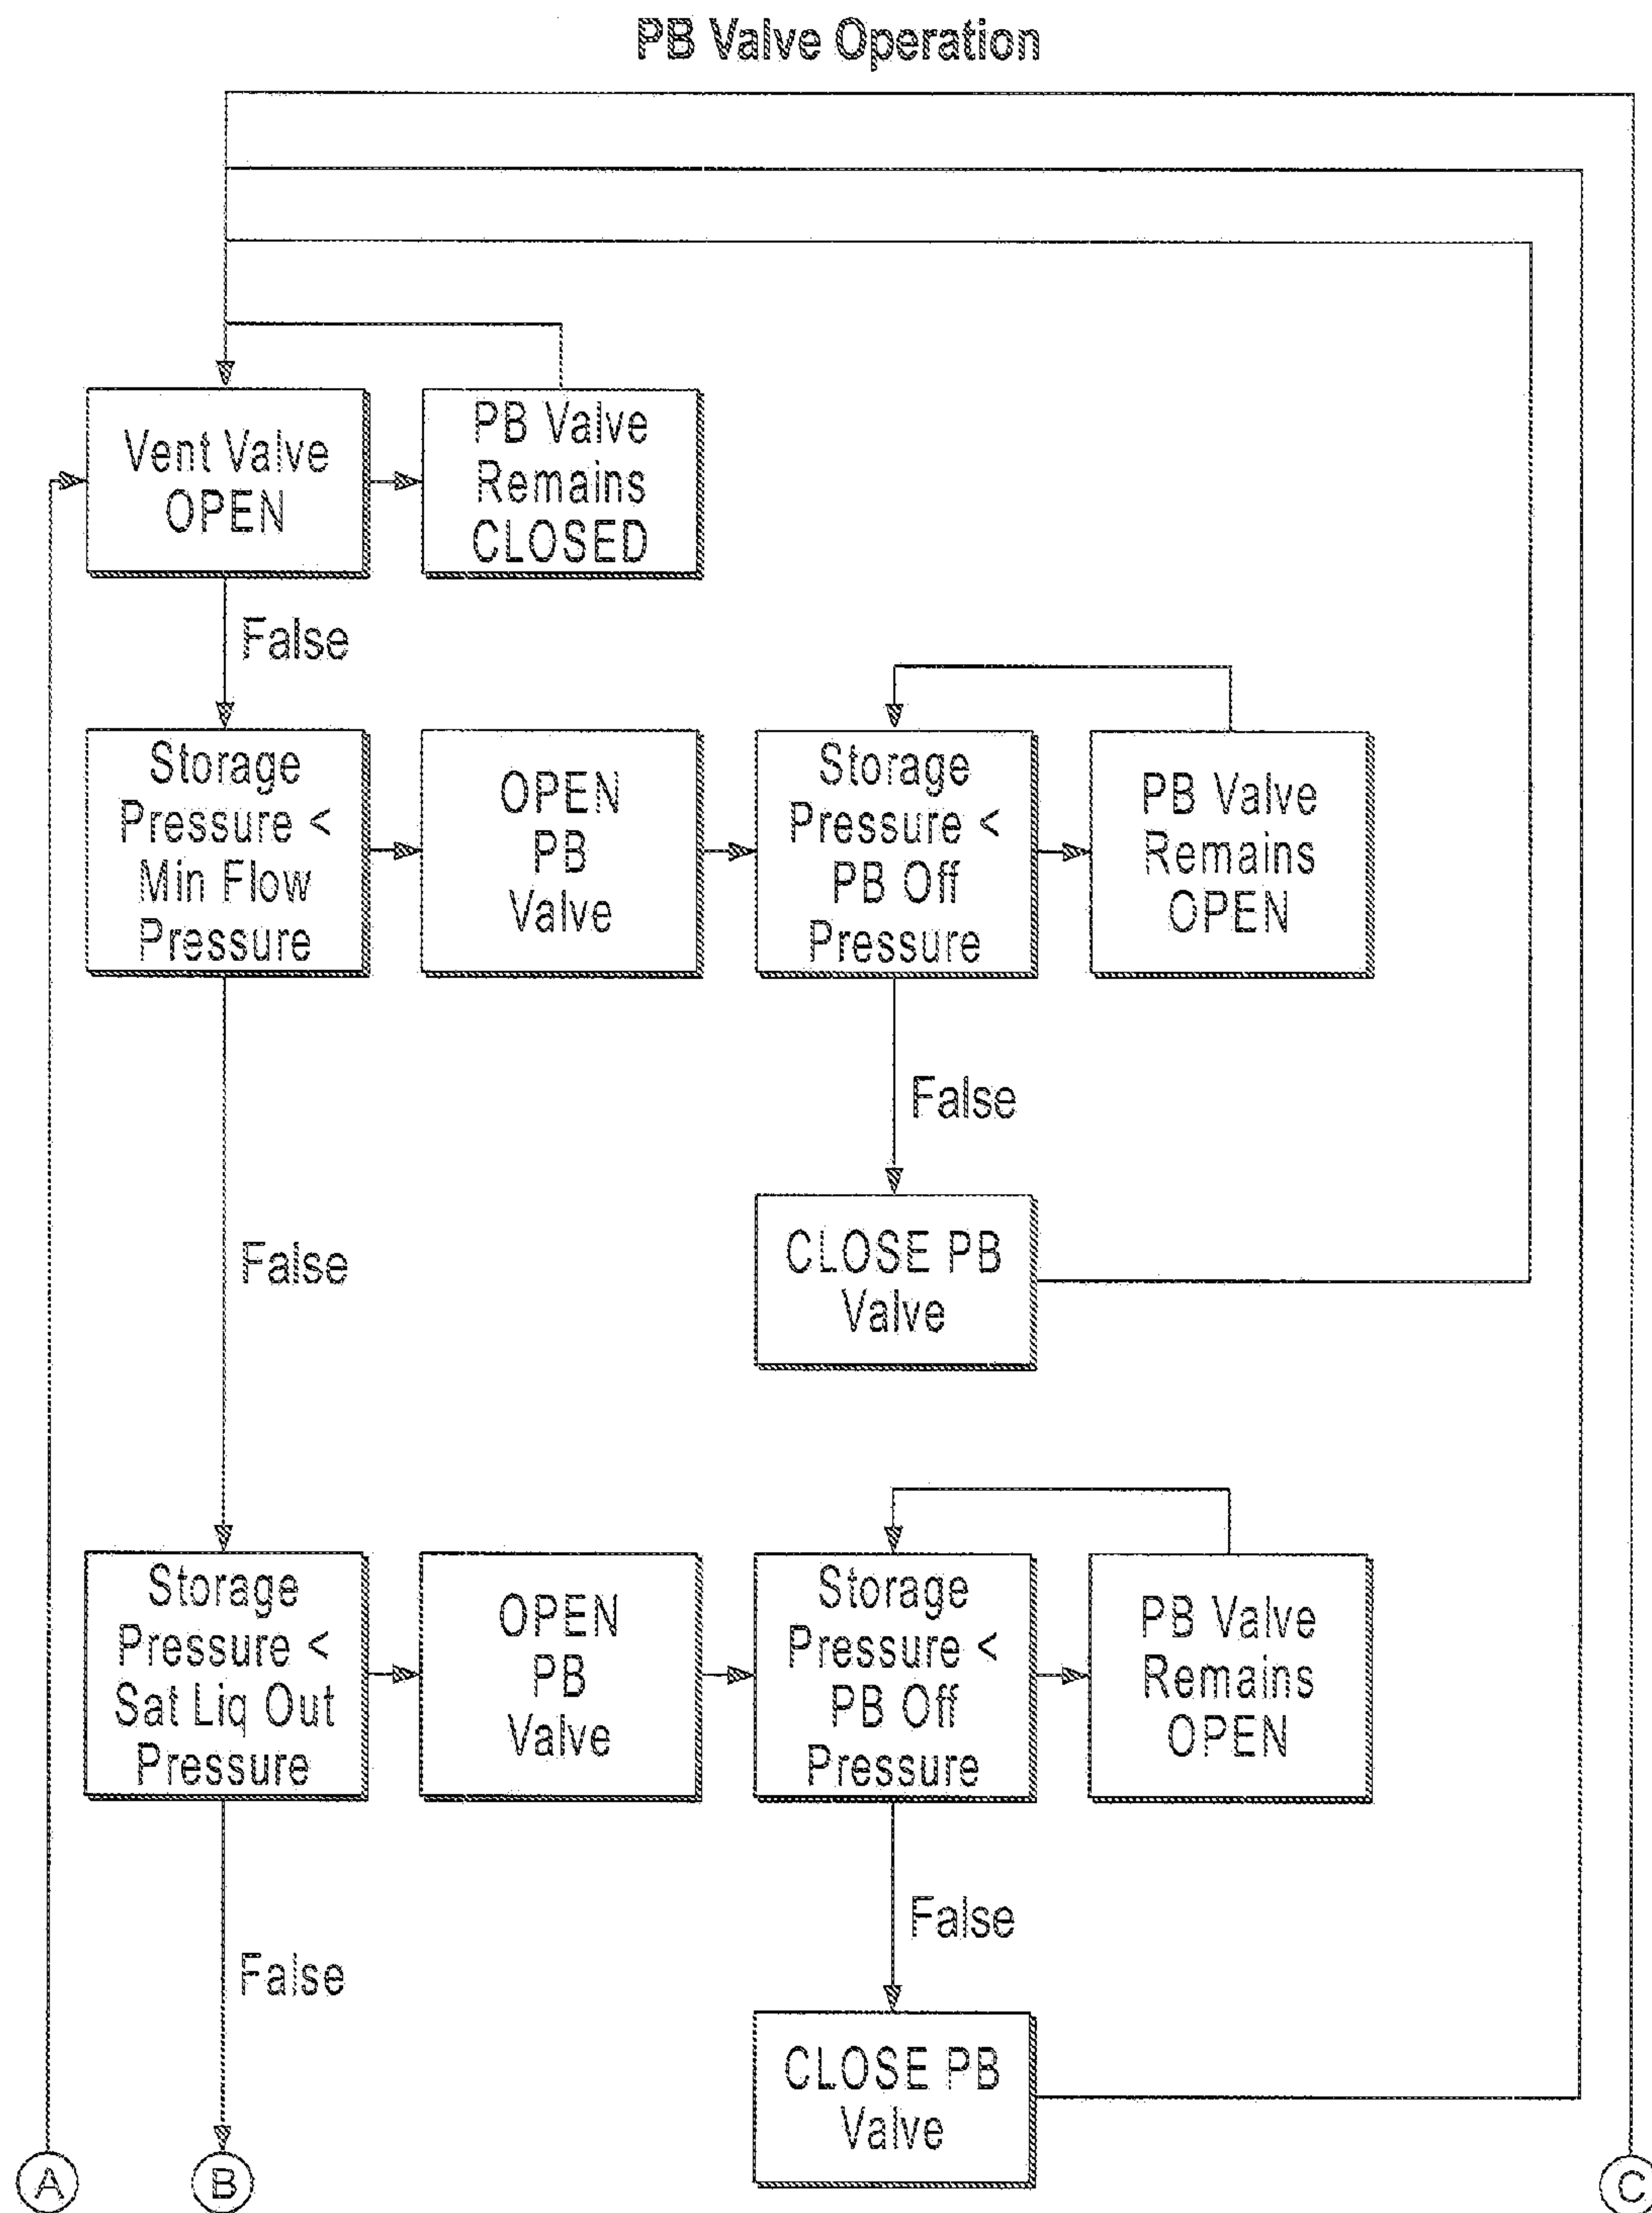 PB Valve Operation
Vent Valve
OPEN
PB Valve
Remains
CLOSED
False
Storage
Pressure <
Min Flow
Pressure
OPEN
PB
Valve
Storage
Pressure <
PB Off
Pressure
PB Valve
Remains
OPEN
False
False
CLOSE PB
Valve
Storage
Pressure <
Sat Liq Out
Pressure
OPEN
PB
Valve
Storage
Pressure <
PB Off
Pressure
PB Valve
Remains
OPEN
False
False
CLOSE PB
Valve
A
B
C